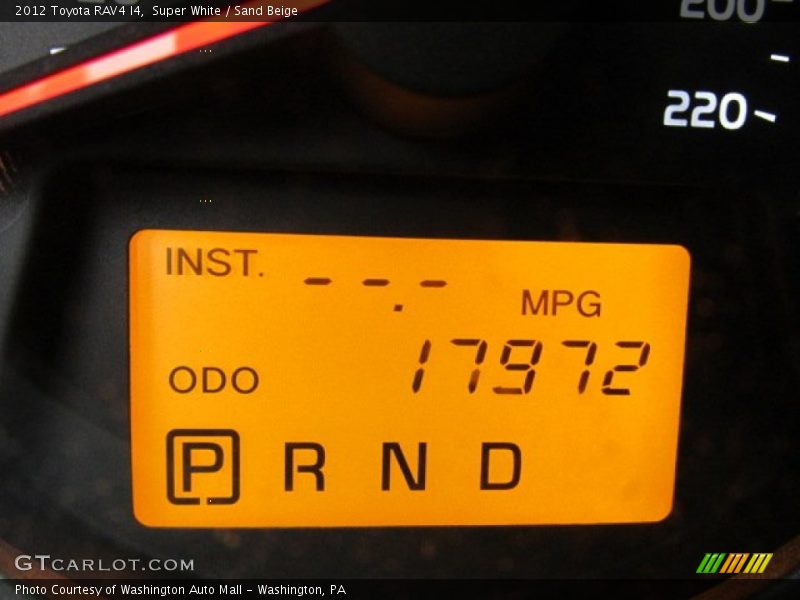 2012 Toyota RAV4 I4, Super White / Sand Beige
200
220
INST. --.- MPG
ODO 17972
P R N D
GTCARLOT.COM
Photo Courtesy of Washington Auto Mall - Washington, PA